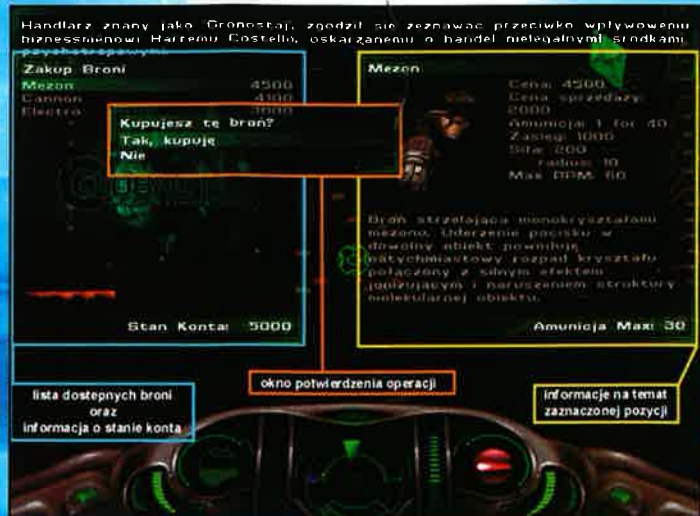 Handlarz znany jako Gronostaj, zgodził się zeznawać przeciwko wpływowemu
biznessmenowi Harremu Costello, oskarżanemu o handel nielegalnymi środkami
psychotropowymi.
Zakup Broni
Mezon 4500
Cannon 4100
Electro
Kupujesz tę broń?
Tak, kupuję
Nie
Stan Konta: 5000
Mezon
Cena: 4500
Cena sprzedaży:
2000
Amunicja: 1 for 40
Zasięg: 1000
Siła: 200
radius: 10
Max RPM: 60
Broń strzelająca monokryształami
mezono. Uderzenie pocisku w
dowolny obiekt powoduje
natychmiastowy rozpad kryształu
połączony z silnym efektem
jonizującym i naruszeniem struktury
molekularnej obiektu.
Amunicja Max: 30
lista dostępnych broni
oraz
informacja o stanie konta
okno potwierdzenia operacji
informacje na temat
zaznaczonej pozycji